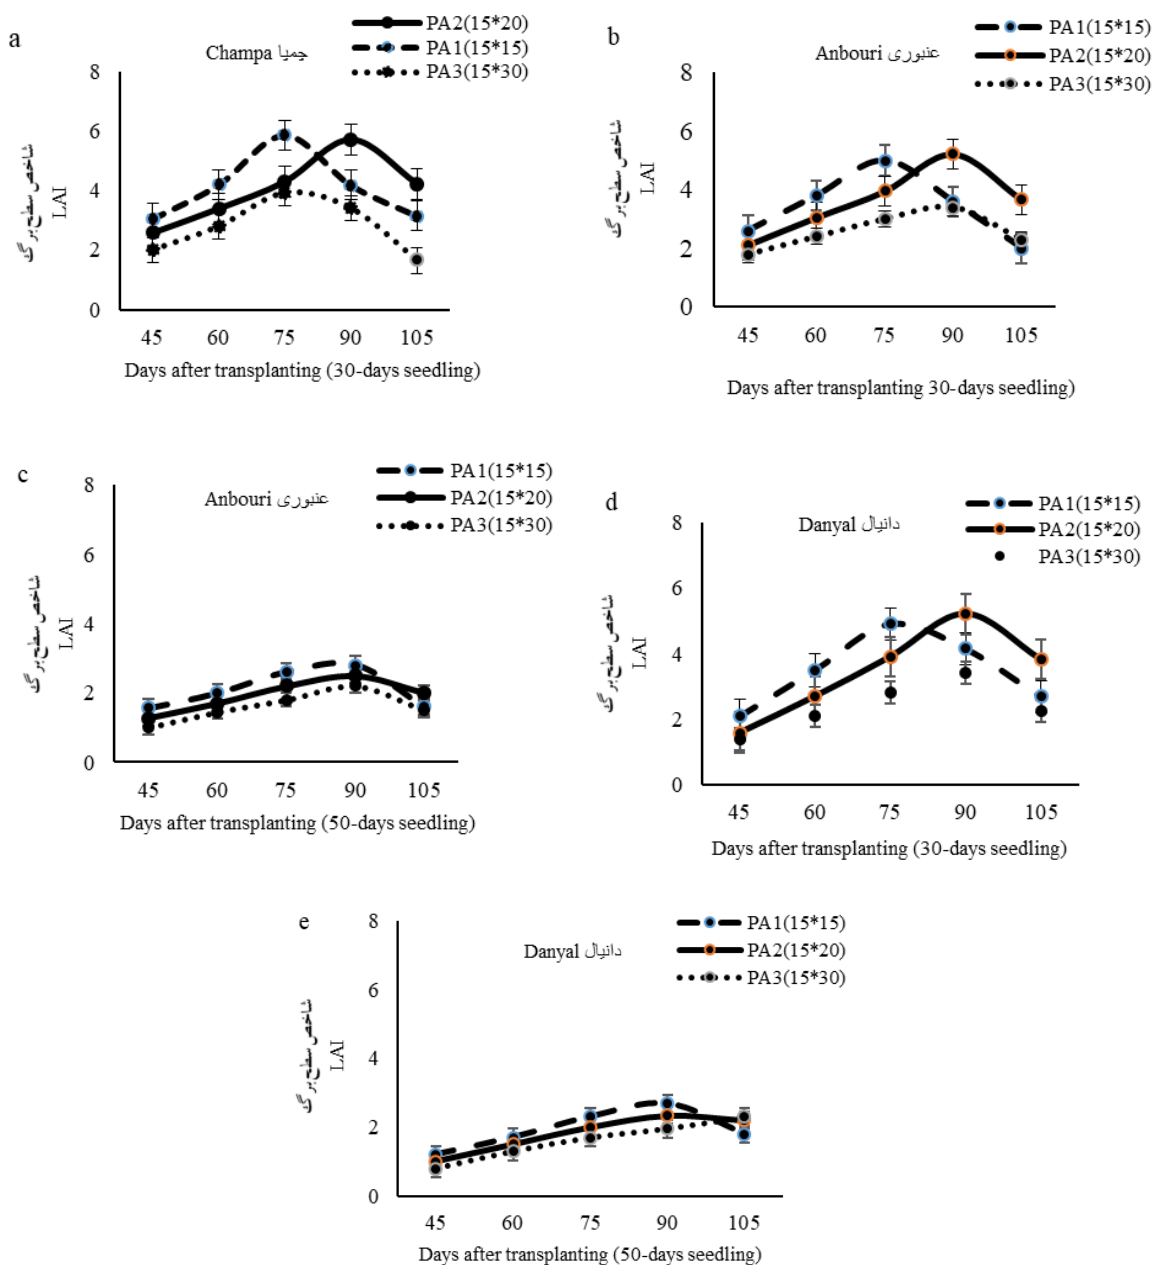 a
Champa چمپا
PA2(15*20)
PA1(15*15)
PA3(15*30)
شاخص سطح برگ
LAI
8
6
4
2
0
45 60 75 90 105
Days after transplanting (30-days seedling)
b
Anbouri عنبوری
PA1(15*15)
PA2(15*20)
PA3(15*30)
شاخص سطح برگ
LAI
8
6
4
2
0
45 60 75 90 105
Days after transplanting 30-days seedling)
c
Anbouri عنبوری
PA1(15*15)
PA2(15*20)
PA3(15*30)
شاخص سطح برگ
LAI
8
6
4
2
0
45 60 75 90 105
Days after transplanting (50-days seedling)
d
Danyal دانیال
PA1(15*15)
PA2(15*20)
PA3(15*30)
شاخص سطح برگ
LAI
8
6
4
2
0
45 60 75 90 105
Days after transplanting (30-days seedling)
e
Danyal دانیال
PA1(15*15)
PA2(15*20)
PA3(15*30)
شاخص سطح برگ
LAI
8
6
4
2
0
45 60 75 90 105
Days after transplanting (50-days seedling)